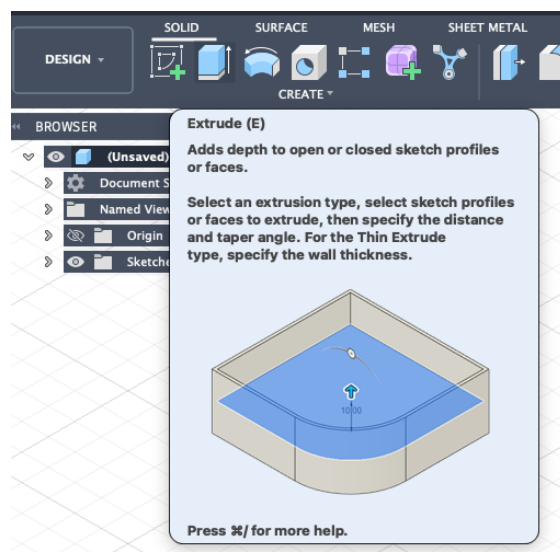 SOLID SURFACE MESH SHEET METAL
DESIGN
CREATE
BROWSER
(Unsaved)
Document S
Named View
Origin
Sketche
Extrude (E)
Adds depth to open or closed sketch profiles
or faces.
Select an extrusion type, select sketch profiles
or faces to extrude, then specify the distance
and taper angle. For the Thin Extrude
type, specify the wall thickness.
10.00
Press ⌘/ for more help.